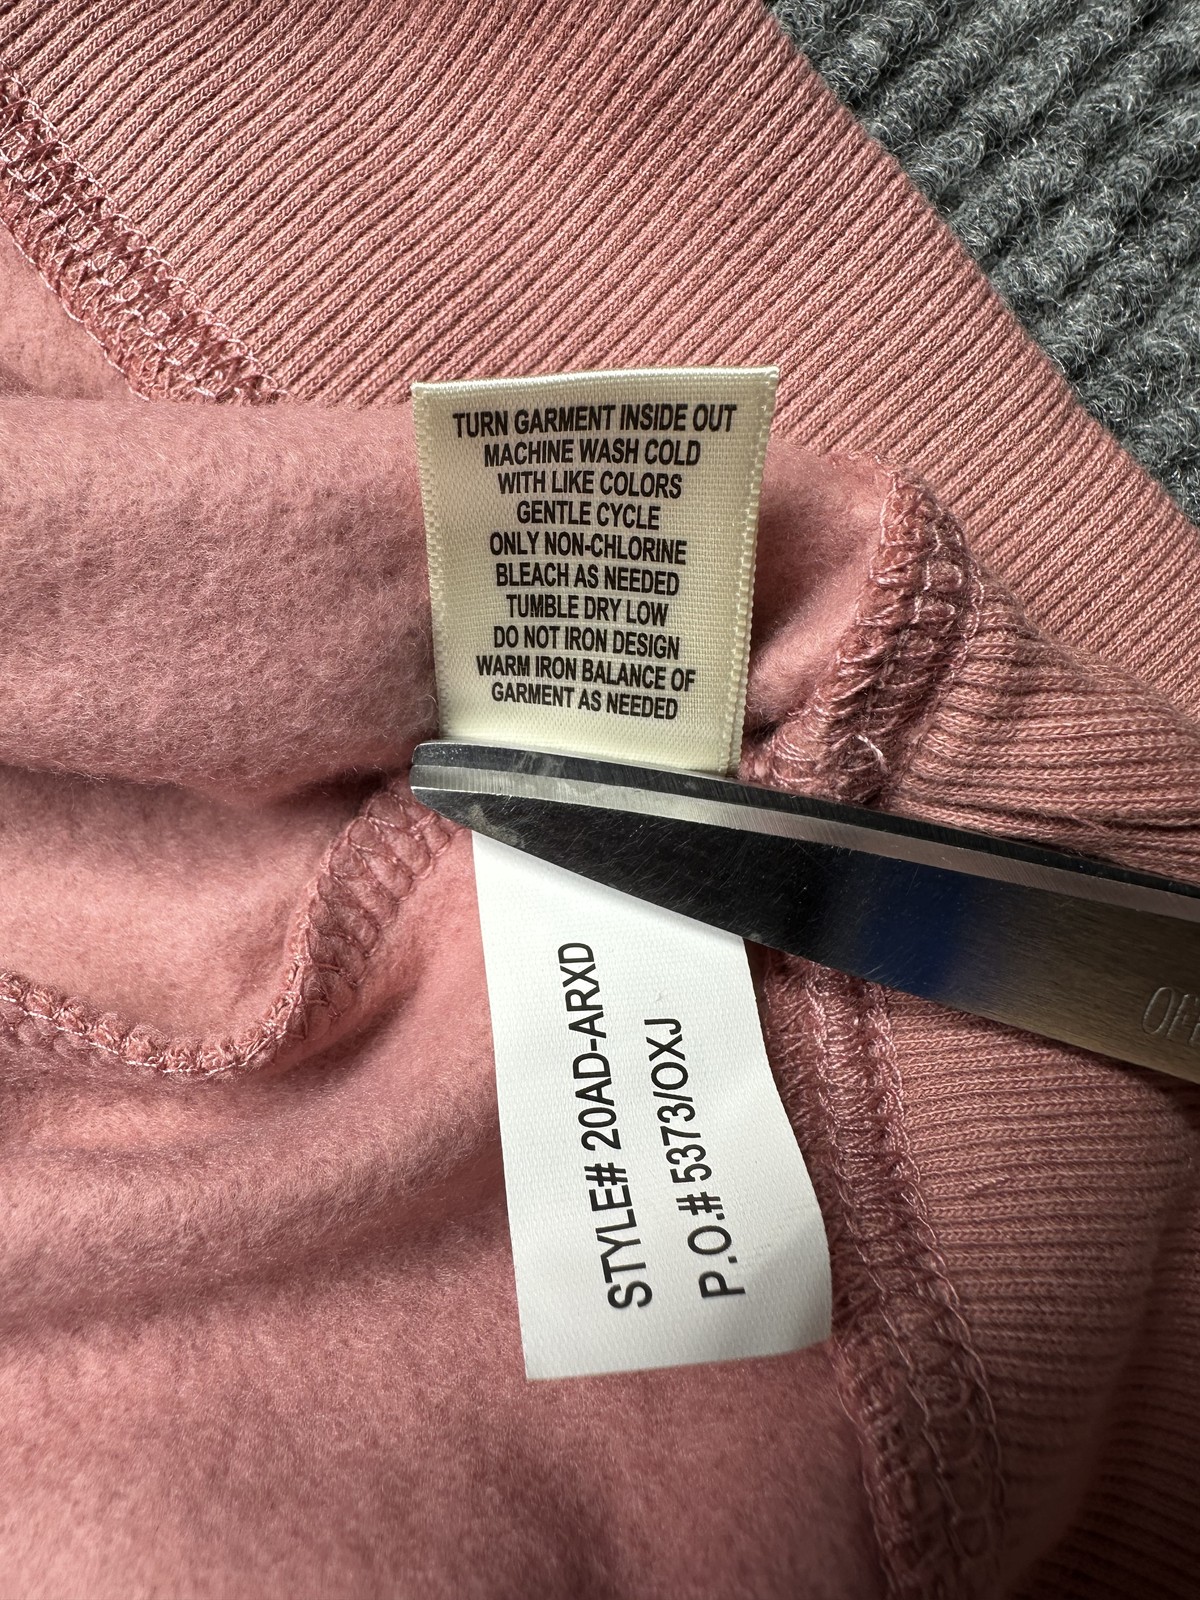 TURN GARMENT INSIDE OUT
MACHINE WASH COLD
WITH LIKE COLORS
GENTLE CYCLE
ONLY NON-CHLORINE
BLEACH AS NEEDED
TUMBLE DRY LOW
DO NOT IRON DESIGN
WARM IRON BALANCE OF
GARMENT AS NEEDED
STYLE# 20AD-ARXD
P.O.# 5373/OXJ